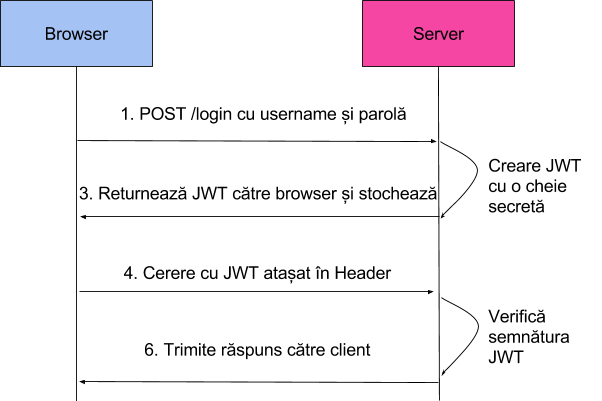 Browser
Server
1. POST /login cu username și parolă
Creare JWT
cu o cheie
secretă
3. Returnează JWT către browser și stochează
4. Cerere cu JWT atașat în Header
Verifică
semnătura
JWT
6. Trimite răspuns către client